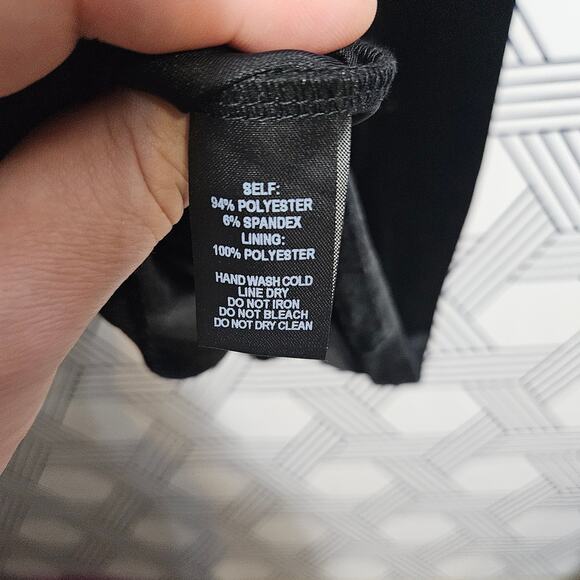 SELF:
94% POLYESTER
6% SPANDEX
LINING:
100% POLYESTER
HAND WASH COLD
LINE DRY
DO NOT IRON
DO NOT BLEACH
DO NOT DRY CLEAN